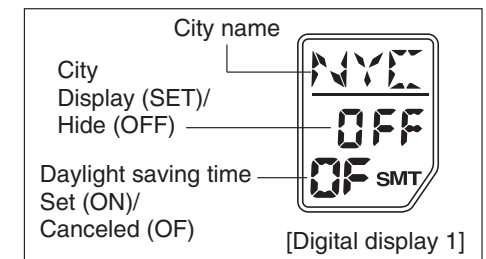 City name
NYC
City
Display (SET)/
Hide (OFF)
OFF
Daylight saving time
Set (ON)/
Canceled (OF)
OF SMT
[Digital display 1]